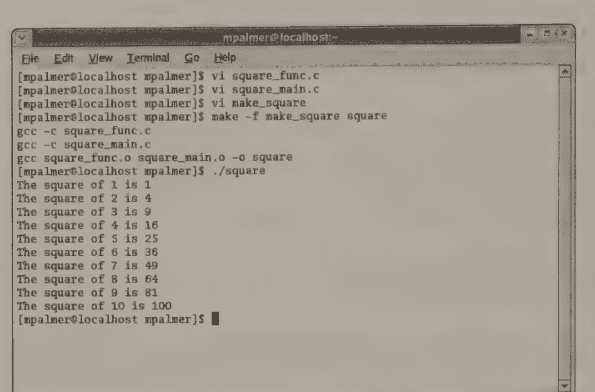 mpalmer@localhost:~
File Edit View Terminal Go Help
[mpalmer@localhost mpalmer]$ vi square_func.c
[mpalmer@localhost mpalmer]$ vi square_main.c
[mpalmer@localhost mpalmer]$ vi make_square
[mpalmer@localhost mpalmer]$ make -f make_square square
gcc -c square_func.c
gcc -c square_main.c
gcc square_func.o square_main.o -o square
[mpalmer@localhost mpalmer]$ ./square
The square of 1 is 1
The square of 2 is 4
The square of 3 is 9
The square of 4 is 16
The square of 5 is 25
The square of 6 is 36
The square of 7 is 49
The square of 8 is 64
The square of 9 is 81
The square of 10 is 100
[mpalmer@localhost mpalmer]$